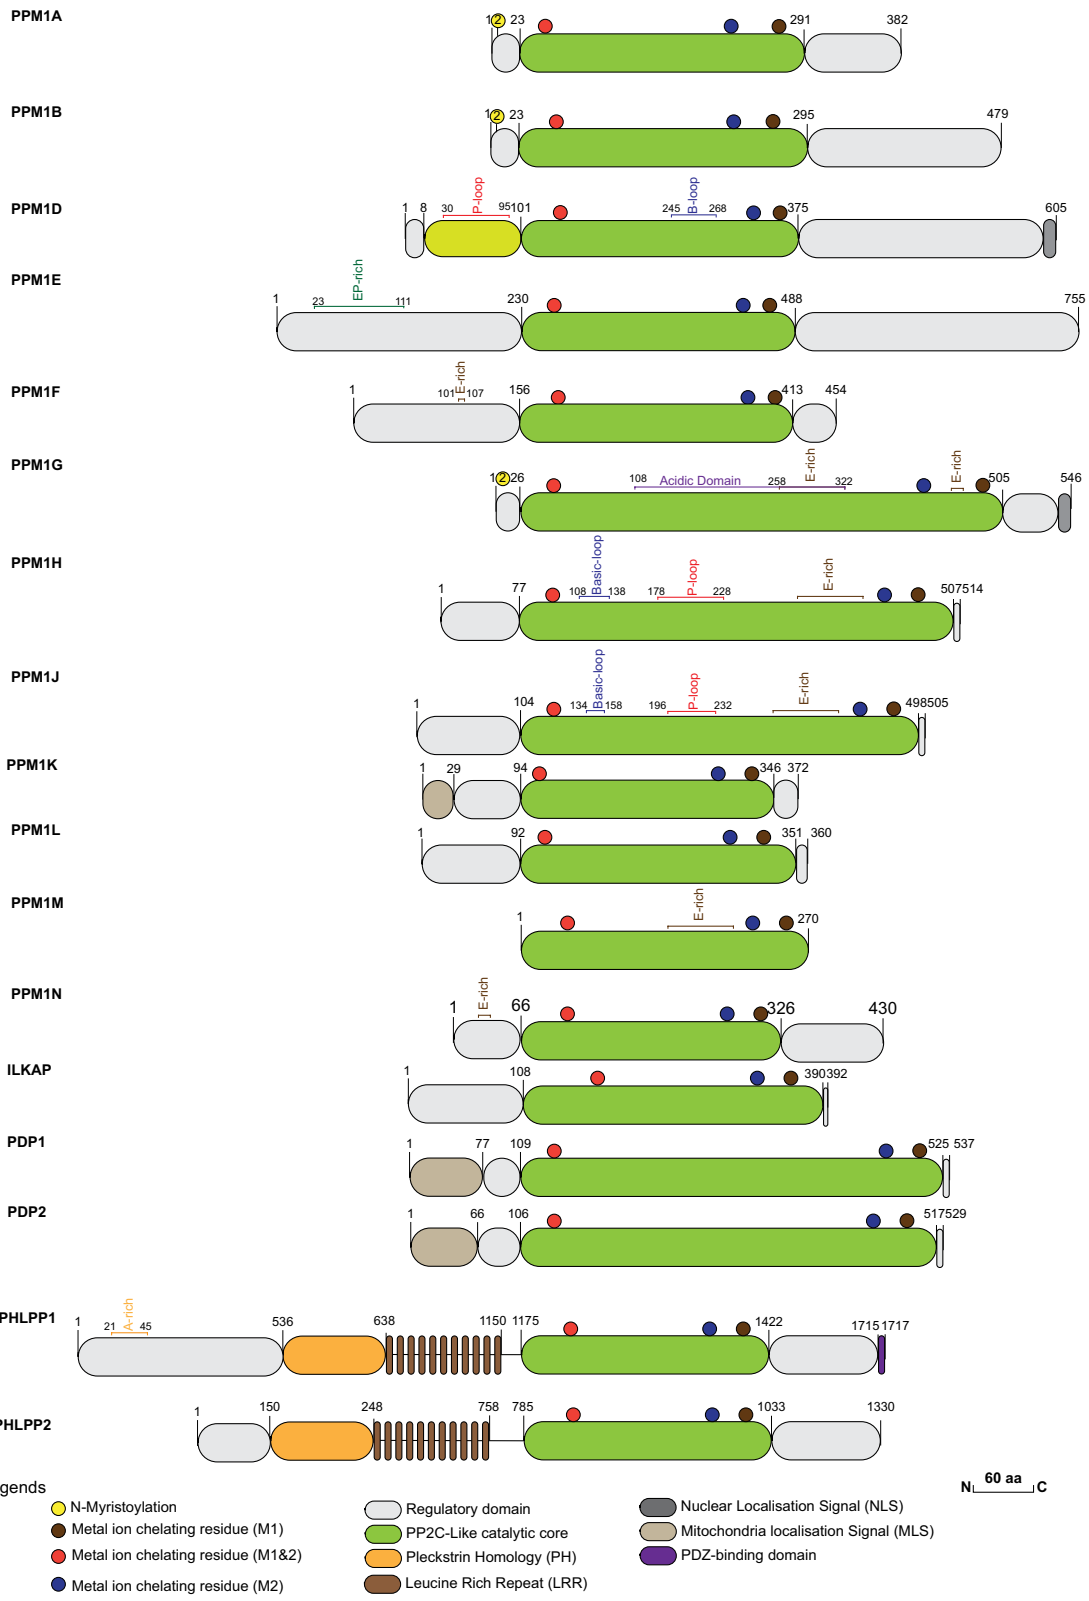 PPM1A
1 2 23 291 382
PPM1B
1 2 23 295 479
PPM1D
1 8 30 P-loop 95 101 245 B-loop 268 375 605
PPM1E
1 23 EP-rich 111 230 488 755
PPM1F
1 101 E-rich 107 156 413 454
PPM1G
1 2 26 108 Acidic Domain 258 E-rich 322 E-rich 505 546
PPM1H
1 77 108 Basic-loop 138 178 P-loop 228 E-rich 507 514
PPM1J
1 104 134 Basic-loop 158 196 P-loop 232 E-rich 498 505
PPM1K
1 29 94 346 372
PPM1L
1 92 351 360
PPM1M
1 E-rich 270
PPM1N
1 E-rich 66 326 430
ILKAP
1 108 390 392
PDP1
1 77 109 525 537
PDP2
1 66 106 517 529
PHLPP1
1 21 A-rich 45 536 638 1150 1175 1422 1715 1717
PHLPP2
1 150 248 758 785 1033 1330
gends
N 60 aa C
N-Myristoylation
Metal ion chelating residue (M1)
Metal ion chelating residue (M1&2)
Metal ion chelating residue (M2)
Regulatory domain
PP2C-Like catalytic core
Pleckstrin Homology (PH)
Leucine Rich Repeat (LRR)
Nuclear Localisation Signal (NLS)
Mitochondria localisation Signal (MLS)
PDZ-binding domain